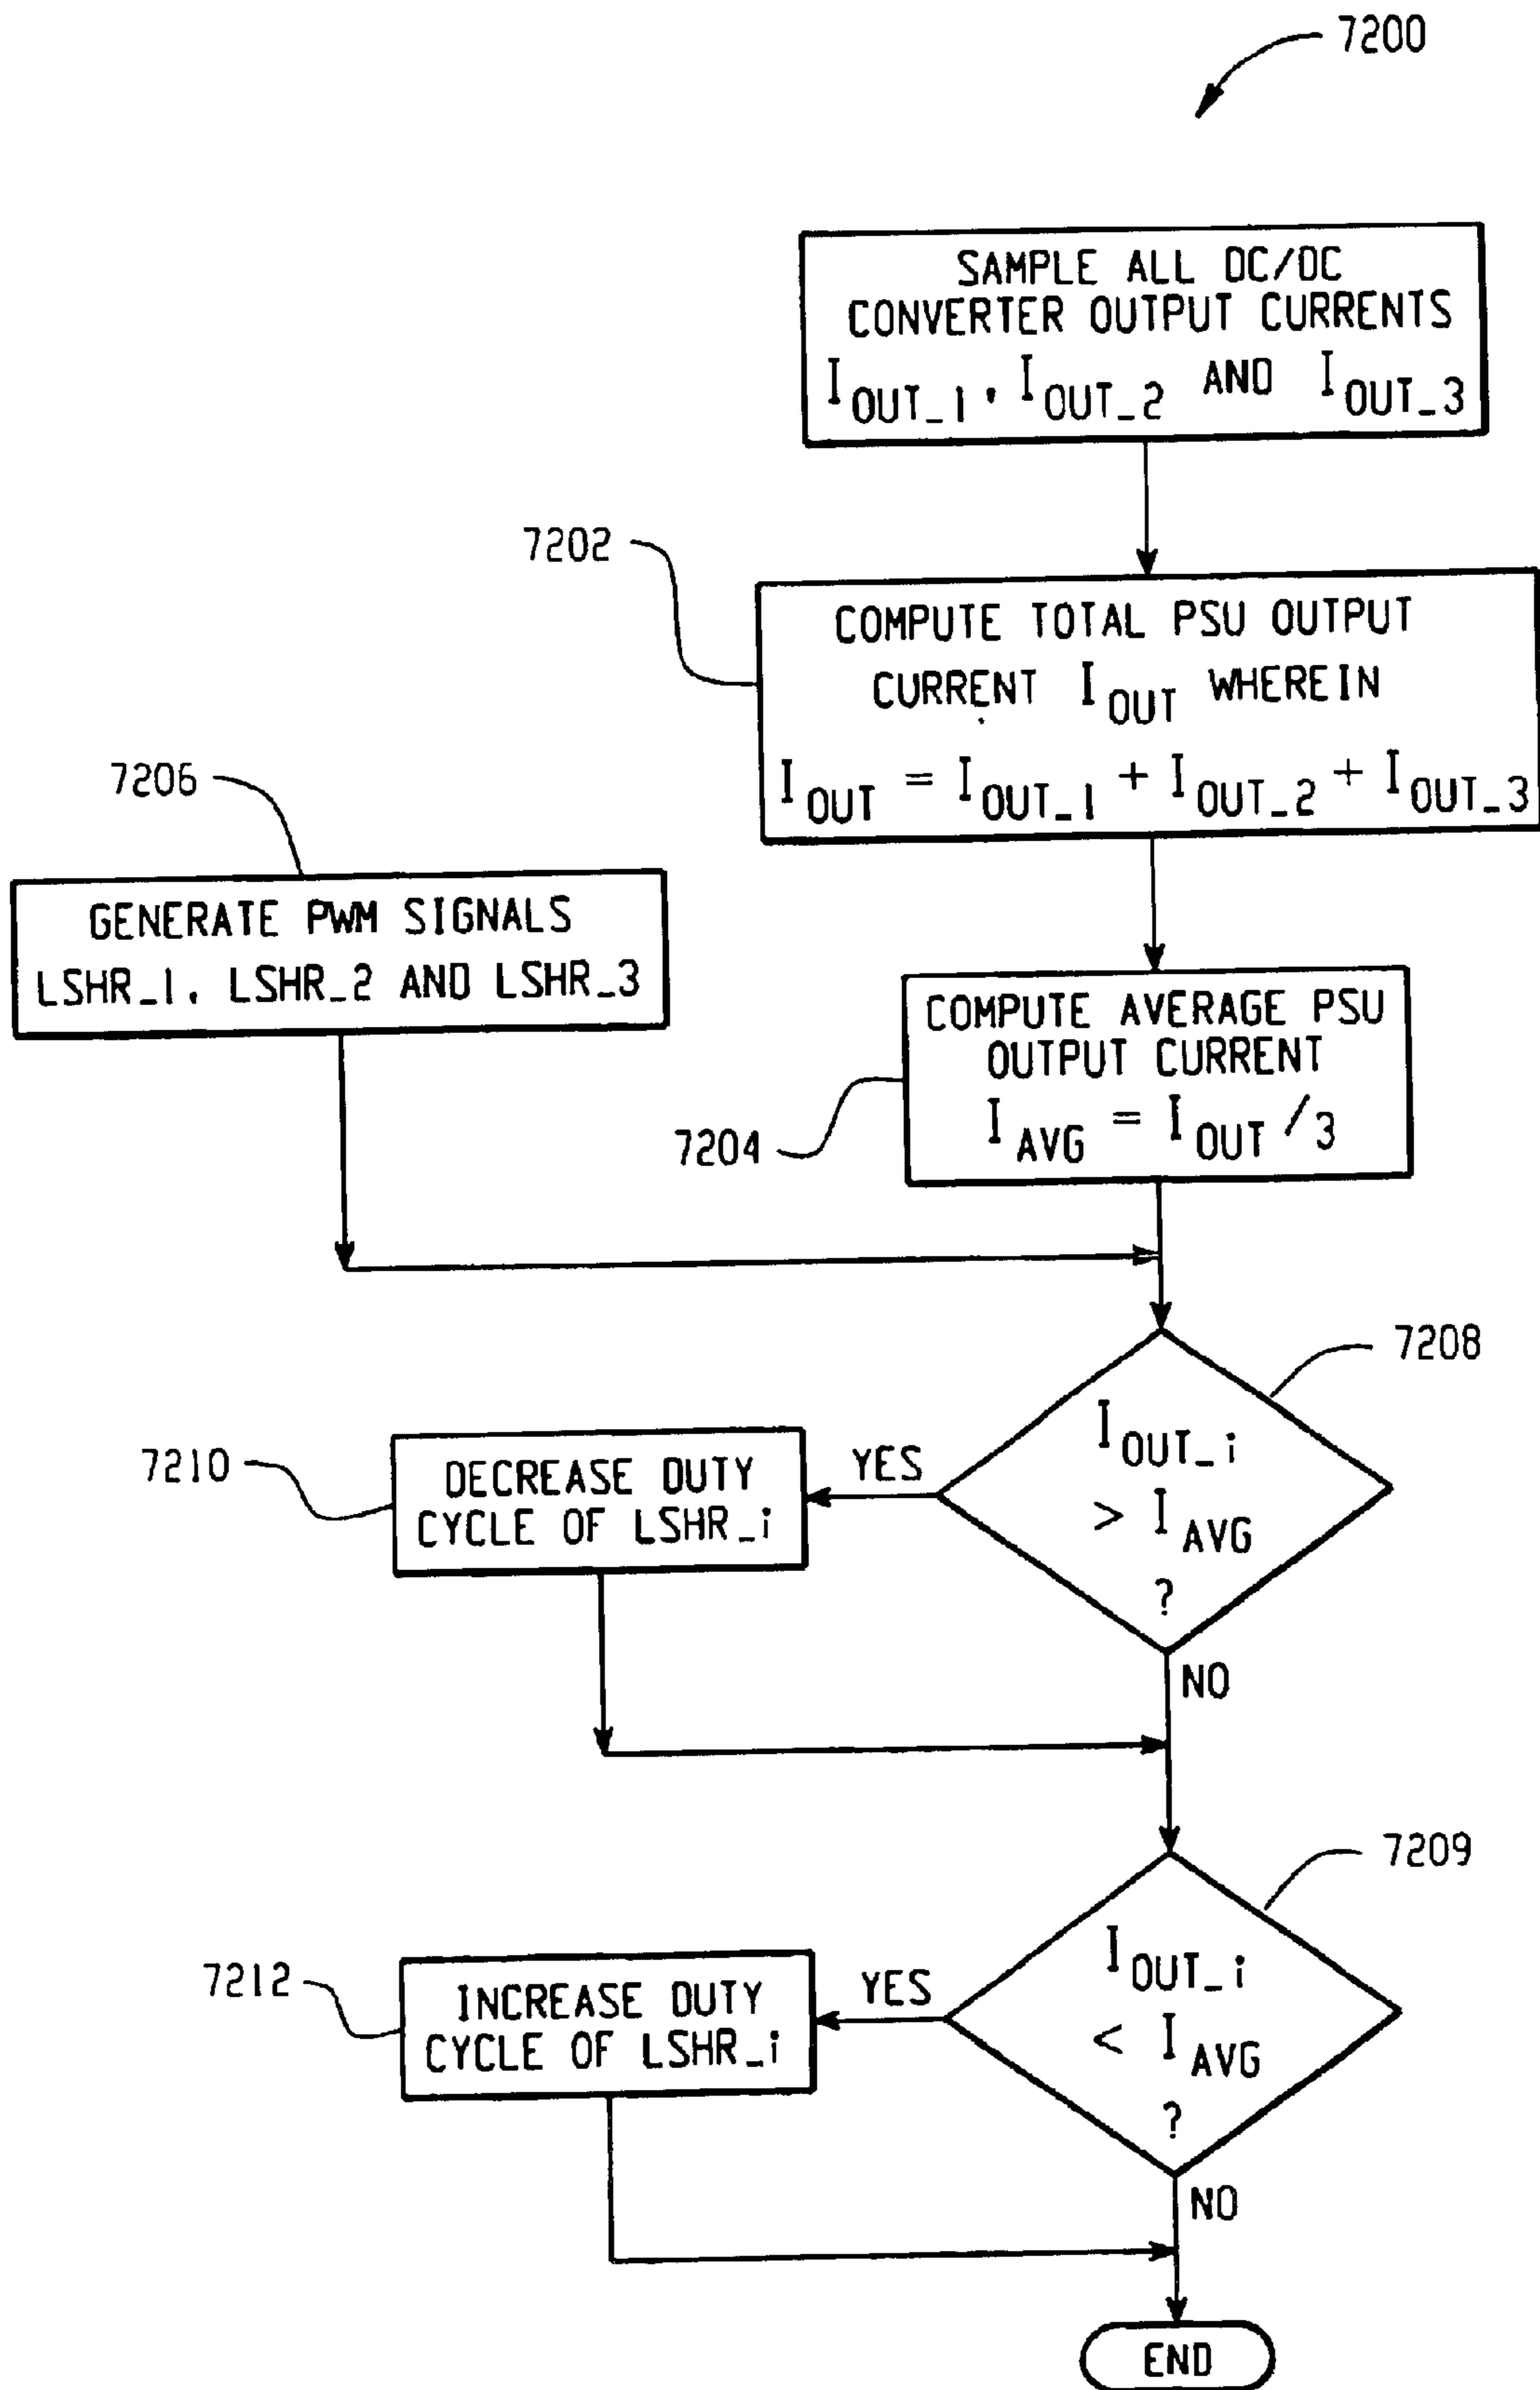 7200
SAMPLE ALL DC/DC
CONVERTER OUTPUT CURRENTS
I OUT_1, I OUT_2 AND I OUT_3
7202
COMPUTE TOTAL PSU OUTPUT
CURRENT I OUT WHEREIN
I OUT = I OUT_1 + I OUT_2 + I OUT_3
7206
GENERATE PWM SIGNALS
LSHR_1, LSHR_2 AND LSHR_3
COMPUTE AVERAGE PSU
OUTPUT CURRENT
I AVG = I OUT /3
7204
7208
I OUT_i
> I AVG
?
YES
7210
DECREASE DUTY
CYCLE OF LSHR_i
NO
7209
I OUT_i
< I AVG
?
YES
7212
INCREASE DUTY
CYCLE OF LSHR_i
NO
END